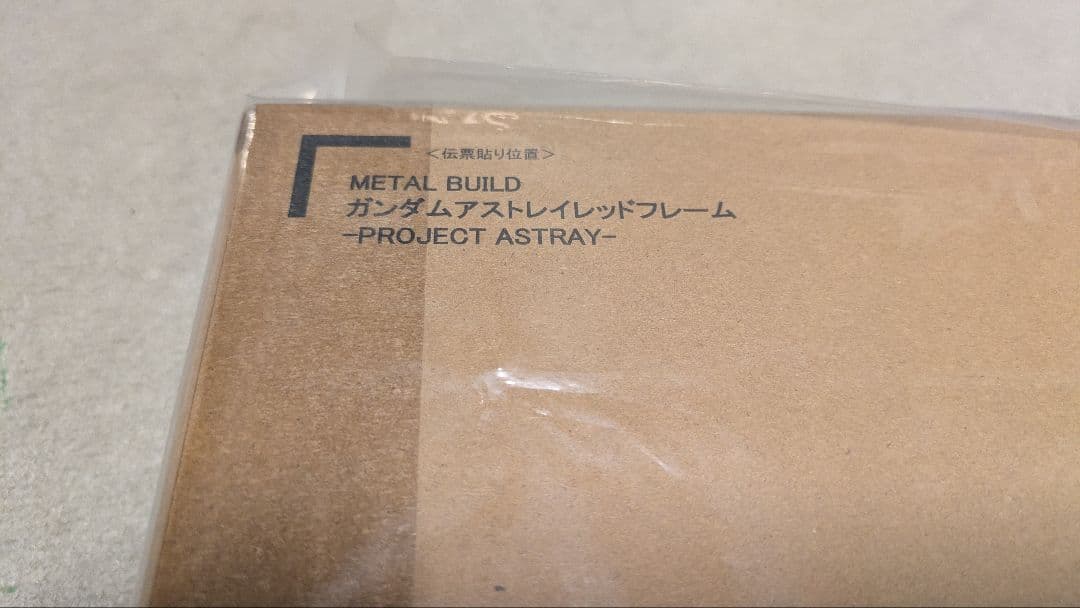 ＜伝票貼り位置＞
METAL BUILD
ガンダムアストレイレッドフレーム
-PROJECT ASTRAY-